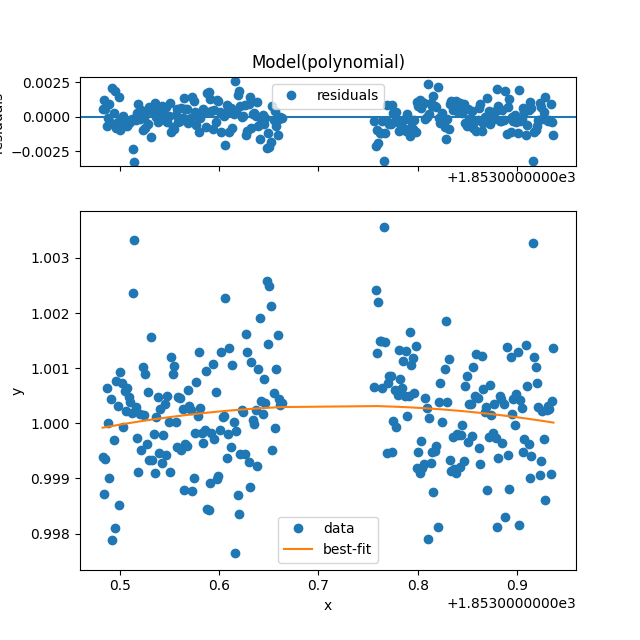 Model(polynomial)
0.0025
0.0000
−0.0025
residuals
+1.8530000000e3
1.003
1.002
1.001
1.000
0.999
0.998
y
data
best-fit
0.5 0.6 0.7 0.8 0.9
x
+1.8530000000e3